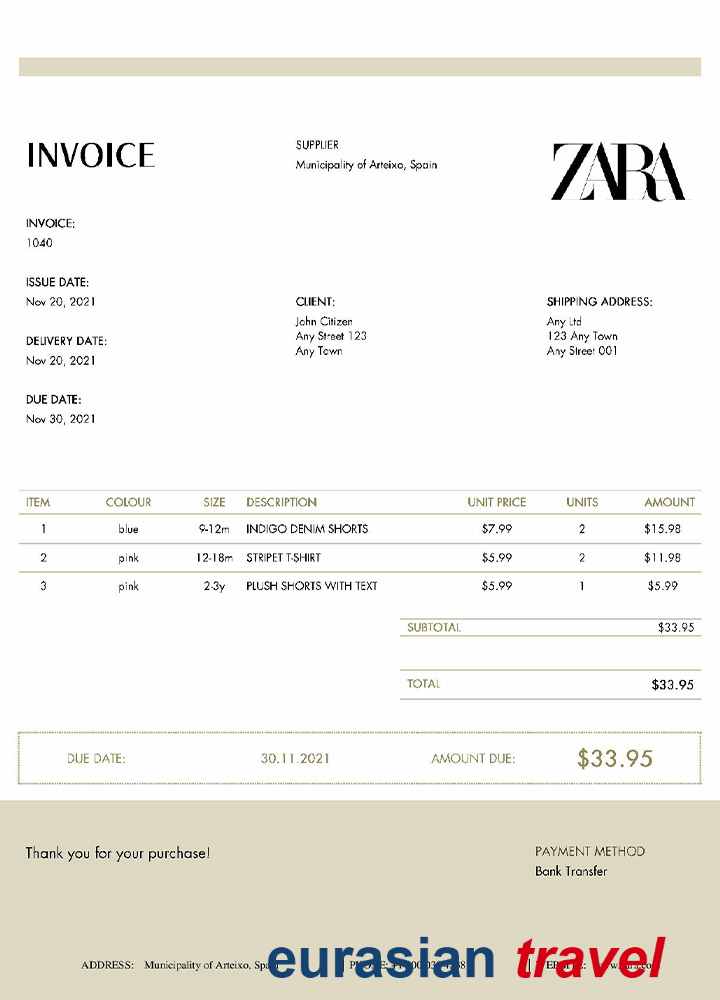 INVOICE
SUPPLIER
Municipality of Arteixo, Spain
ZARA
INVOICE:
1040
ISSUE DATE:
Nov 20, 2021
DELIVERY DATE:
Nov 20, 2021
DUE DATE:
Nov 30, 2021
CLIENT:
John Citizen
Any Street 123
Any Town
SHIPPING ADDRESS:
Any Ltd
123 Any Town
Any Street 001
ITEM COLOUR SIZE DESCRIPTION UNIT PRICE UNITS AMOUNT
1 blue 9-12m INDIGO DENIM SHORTS $7.99 2 $15.98
2 pink 12-18m STRIPET T-SHIRT $5.99 2 $11.98
3 pink 2-3y PLUSH SHORTS WITH TEXT $5.99 1 $5.99
SUBTOTAL $33.95
TOTAL $33.95
DUE DATE: 30.11.2021 AMOUNT DUE: $33.95
Thank you for your purchase!
PAYMENT METHOD
Bank Transfer
ADDRESS: Municipality of Arteixo,
eurasian travel